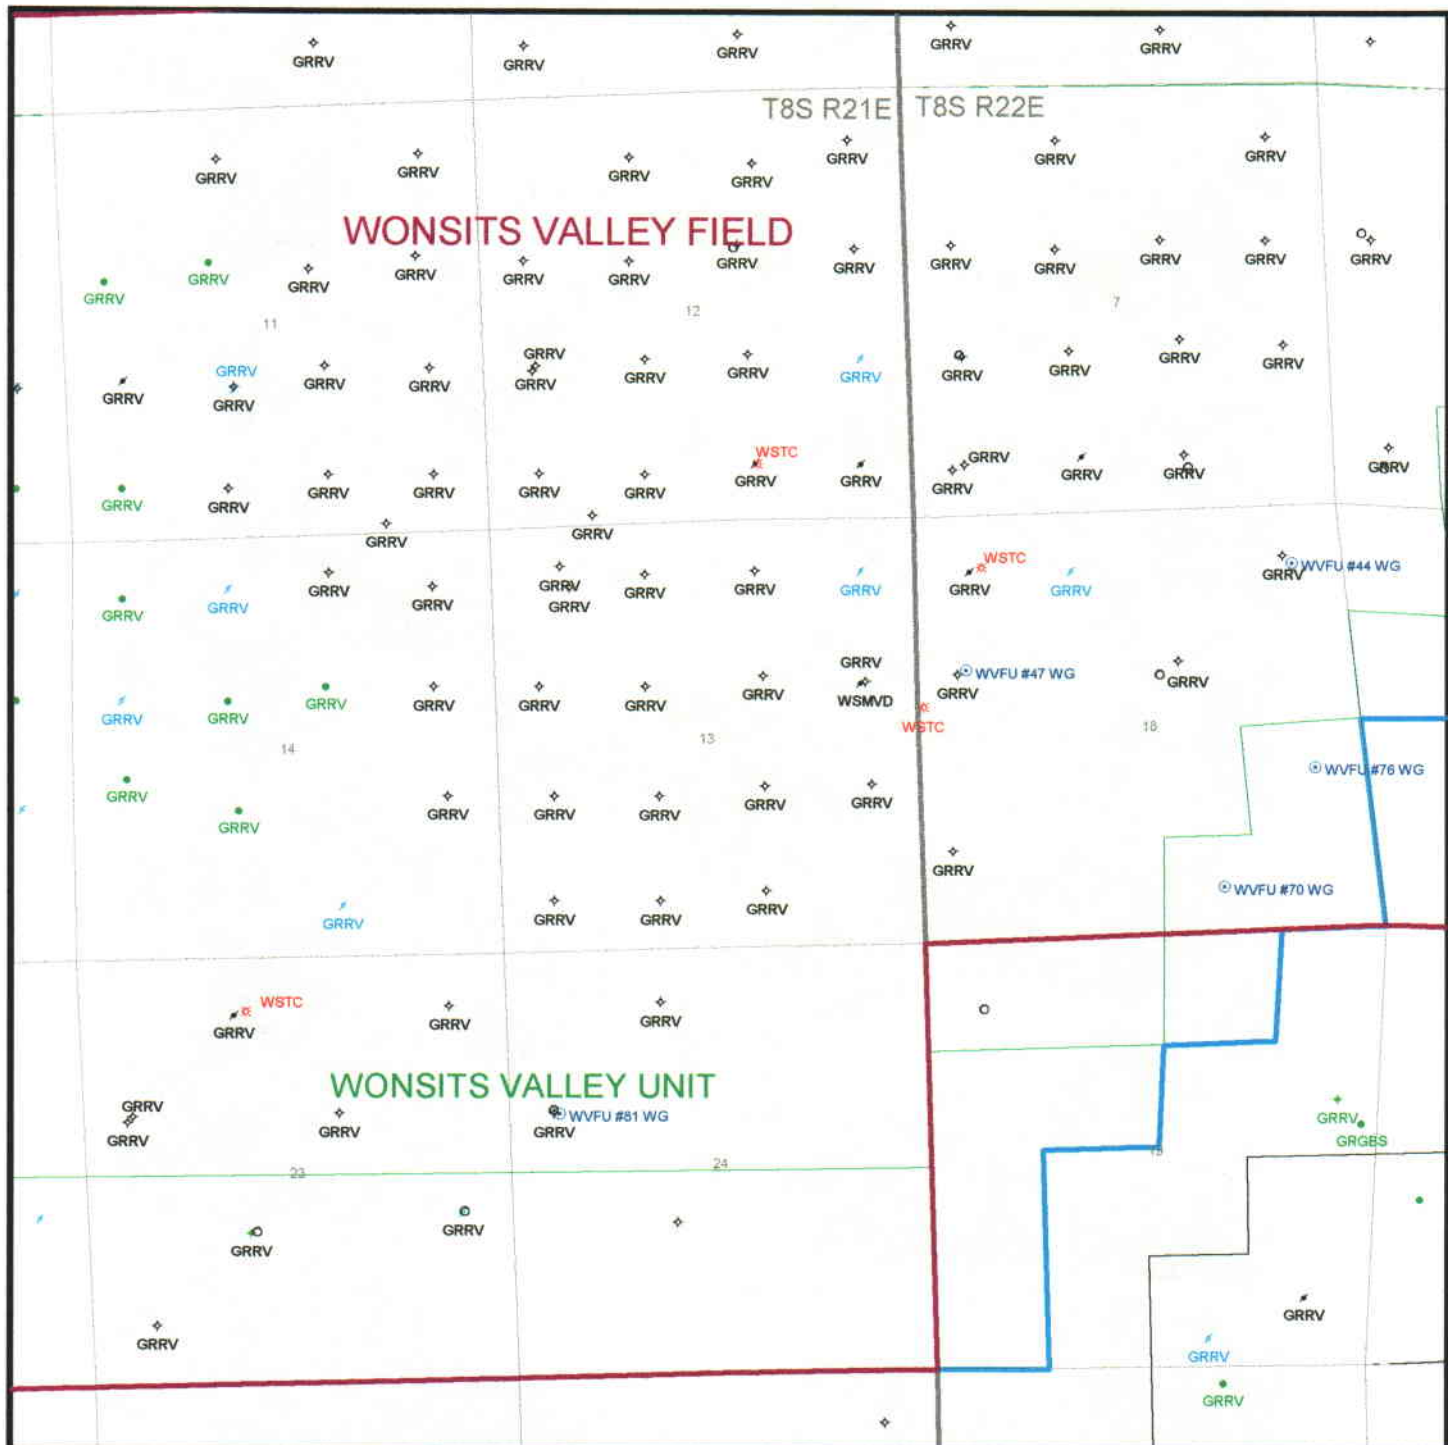 GRRV GRRV GRRV GRRV GRRV
T8S R21E T8S R22E
GRRV GRRV GRRV GRRV GRRV GRRV GRRV
WONSITS VALLEY FIELD
GRRV GRRV GRRV GRRV GRRV GRRV GRRV GRRV GRRV GRRV GRRV GRRV GRRV
11 12 7
GRRV GRRV
GRRV GRRV GRRV GRRV GRRV GRRV GRRV GRRV GRRV GRRV GRRV GRRV
WSTC GRRV
GRRV GRRV GRRV GRRV GRRV GRRV GRRV GRRV GRRV GRRV GRRV GRRV
GRRV GRRV
WSTC
GRRV GRRV GRRV GRRV GRRV GRRV GRRV GRRV GRRV GRRV GRRV WVFU #44 WG
GRRV
GRRV WVFU #47 WG
GRRV GRRV GRRV GRRV GRRV GRRV GRRV WSMVD GRRV GRRV
WSTC
14 13 18
WVFU #76 WG
GRRV GRRV GRRV GRRV GRRV GRRV
GRRV
GRRV
GRRV GRRV GRRV GRRV WVFU #70 WG
WSTC
GRRV GRRV GRRV
WONSITS VALLEY UNIT
GRRV GRRV WVFU #81 WG GRRV
GRRV GRRV GRRV GRGBS
23 24
GRRV GRRV
GRRV GRRV
GRRV
GRRV